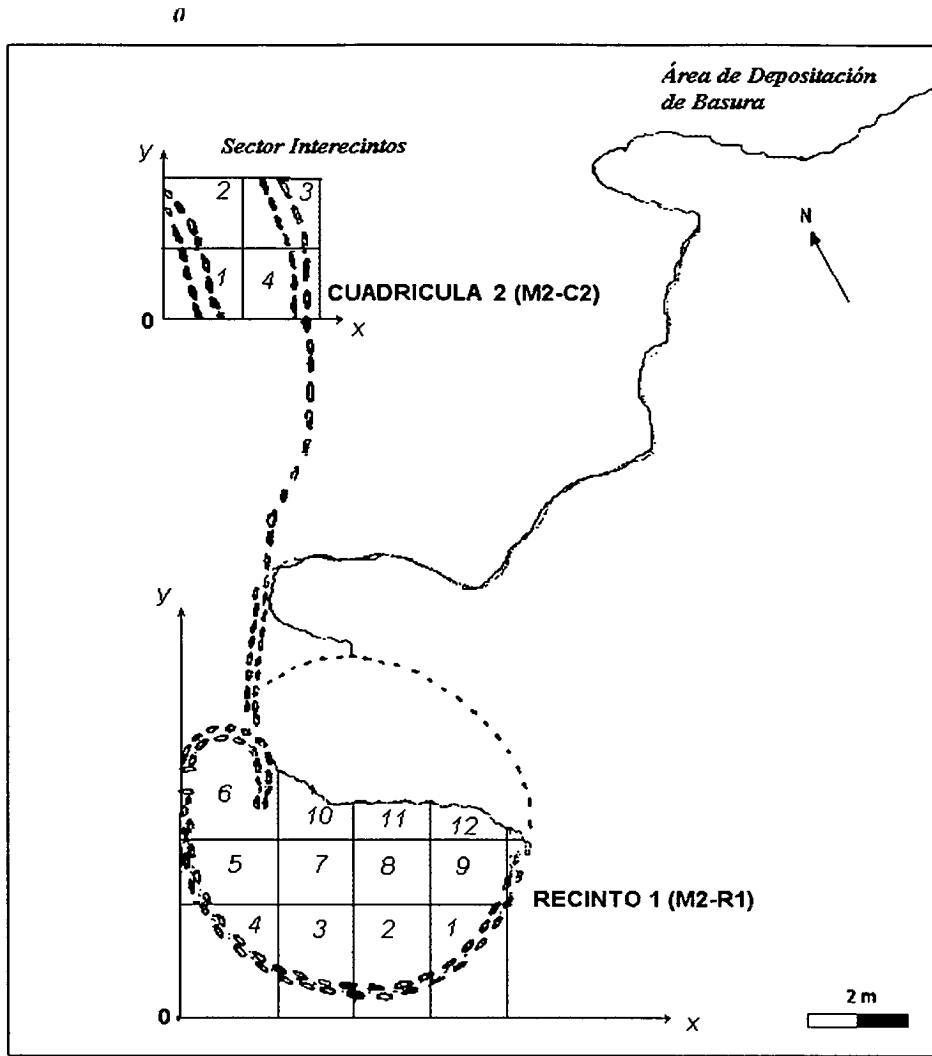 Área de Depositación
de Basura
Sector Interecintos
y
2
3
N
1
4
CUADRICULA 2 (M2-C2)
0
x
y
6
10
11
12
5
7
8
9
RECINTO 1 (M2-R1)
4
3
2
1
2 m
0
x